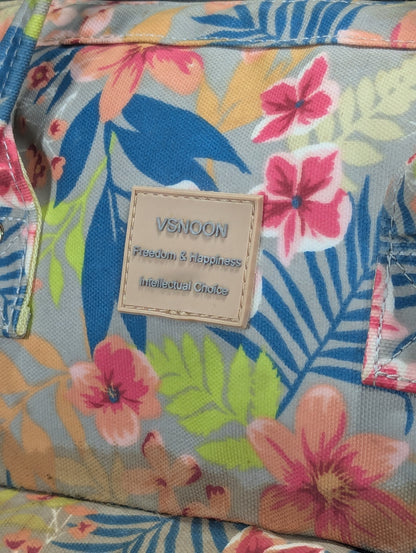 VSNOON
Freedom & Happiness
Intellectual Choice